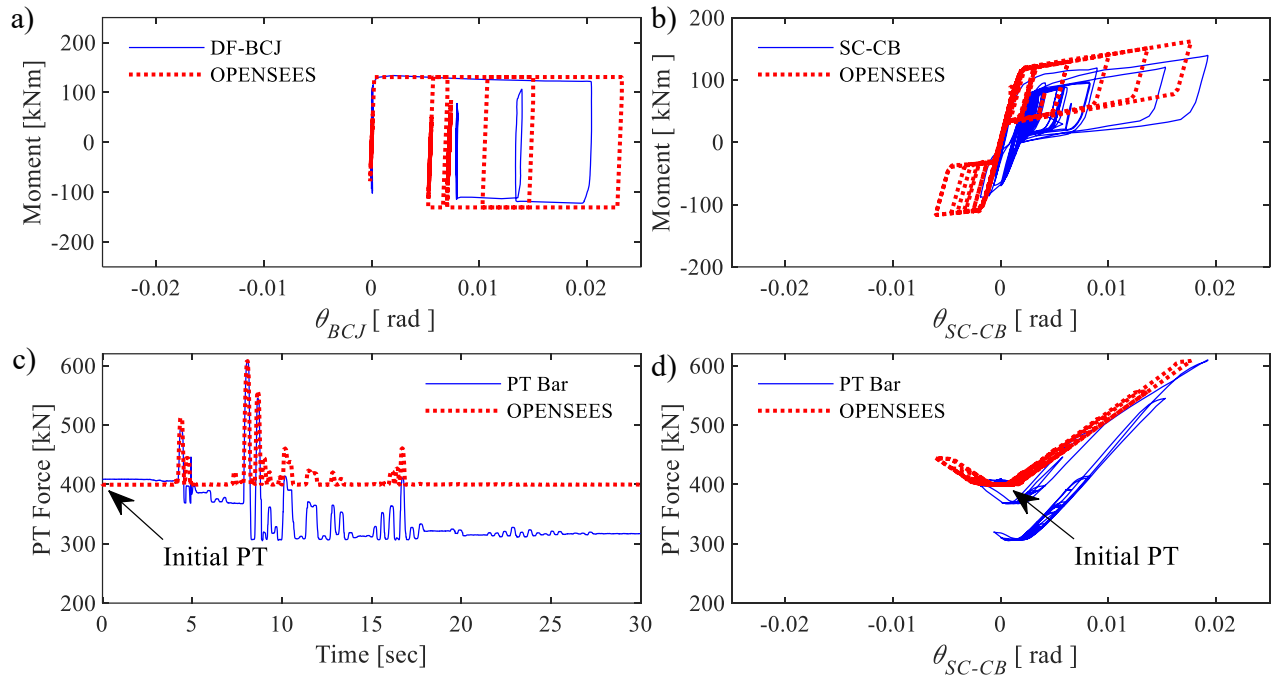 a)
200
100
0
-100
-200
Moment [kNm]
DF-BCJ
OPENSEES
-0.02
-0.01
0
0.01
0.02
θBCJ [ rad ]
b)
200
100
0
-100
-200
Moment [ kNm]
SC-CB
OPENSEES
-0.02
-0.01
0
0.01
0.02
θSC-CB [ rad ]
c)
600
500
400
300
200
PT Force [kN]
PT Bar
OPENSEES
Initial PT
0
5
10
15
20
25
30
Time [sec]
d)
600
500
400
300
200
PT Force [kN]
PT Bar
OPENSEES
Initial PT
-0.02
-0.01
0
0.01
0.02
θSC-CB [ rad ]